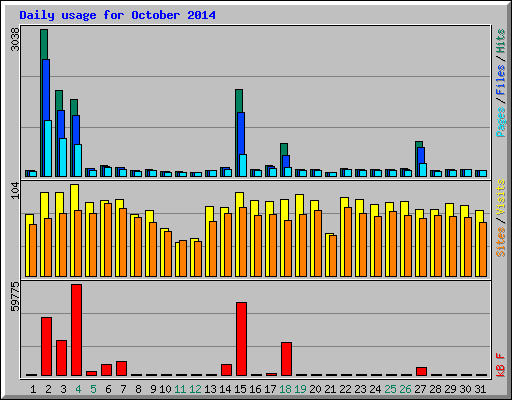 Daily usage for October 2014
3038
Pages/Files/Hits
104
Sites/Visits
59775
kB F
1 2 3 4 5 6 7 8 9 10 11 12 13 14 15 16 17 18 19 20 21 22 23 24 25 26 27 28 29 30 31